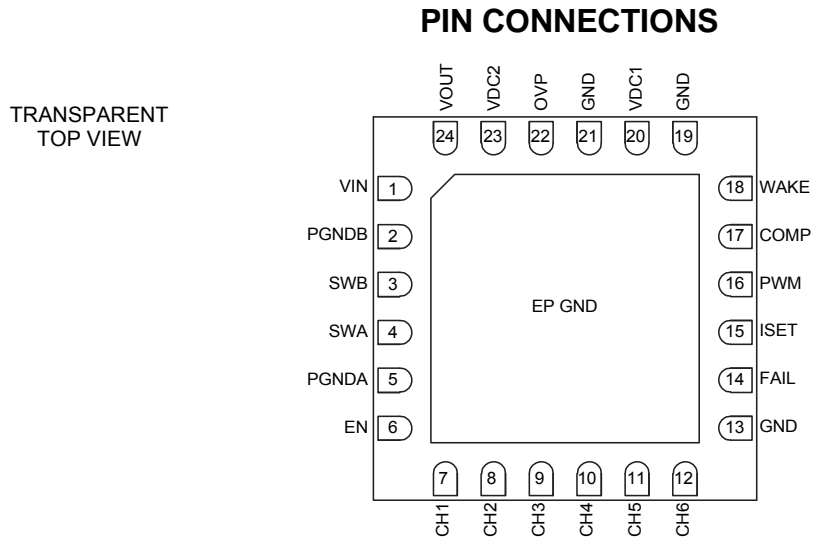 PIN CONNECTIONS
TRANSPARENT
TOP VIEW
VOUT
VDC2
OVP
GND
VDC1
GND
24
23
22
21
20
19
VIN 1
PGNDB 2
SWB 3
SWA 4
PGNDA 5
EN 6
EP GND
18 WAKE
17 COMP
16 PWM
15 ISET
14 FAIL
13 GND
7
8
9
10
11
12
CH1
CH2
CH3
CH4
CH5
CH6